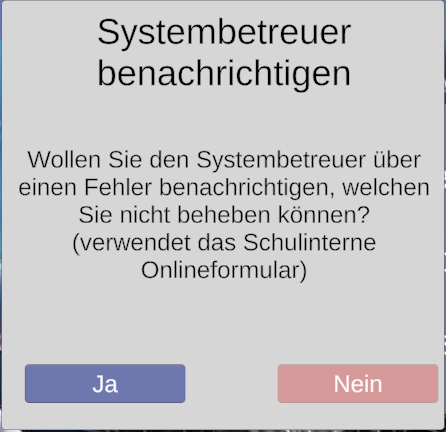 Systembetreuer
benachrichtigen
Wollen Sie den Systembetreuer über
einen Fehler benachrichtigen, welchen
Sie nicht beheben können?
(verwendet das Schulinterne
Onlineformular)
Ja
Nein